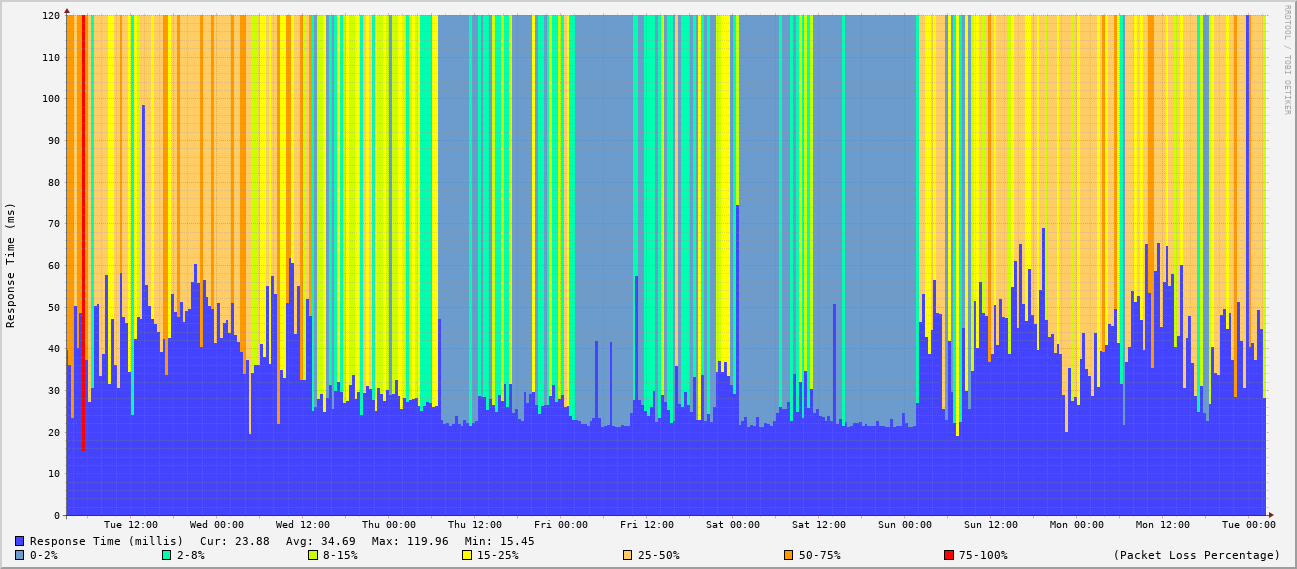 RRDTOOL / TOBI OETIKER
Response Time (ms)
120
110
100
90
80
70
60
50
40
30
20
10
0
Tue 12:00 Wed 00:00 Wed 12:00 Thu 00:00 Thu 12:00 Fri 00:00 Fri 12:00 Sat 00:00 Sat 12:00 Sun 00:00 Sun 12:00 Mon 00:00 Mon 12:00 Tue 00:00
Response Time (millis) Cur: 23.88 Avg: 34.69 Max: 119.96 Min: 15.45
0-2% 2-8% 8-15% 15-25% 25-50% 50-75% 75-100% (Packet Loss Percentage)